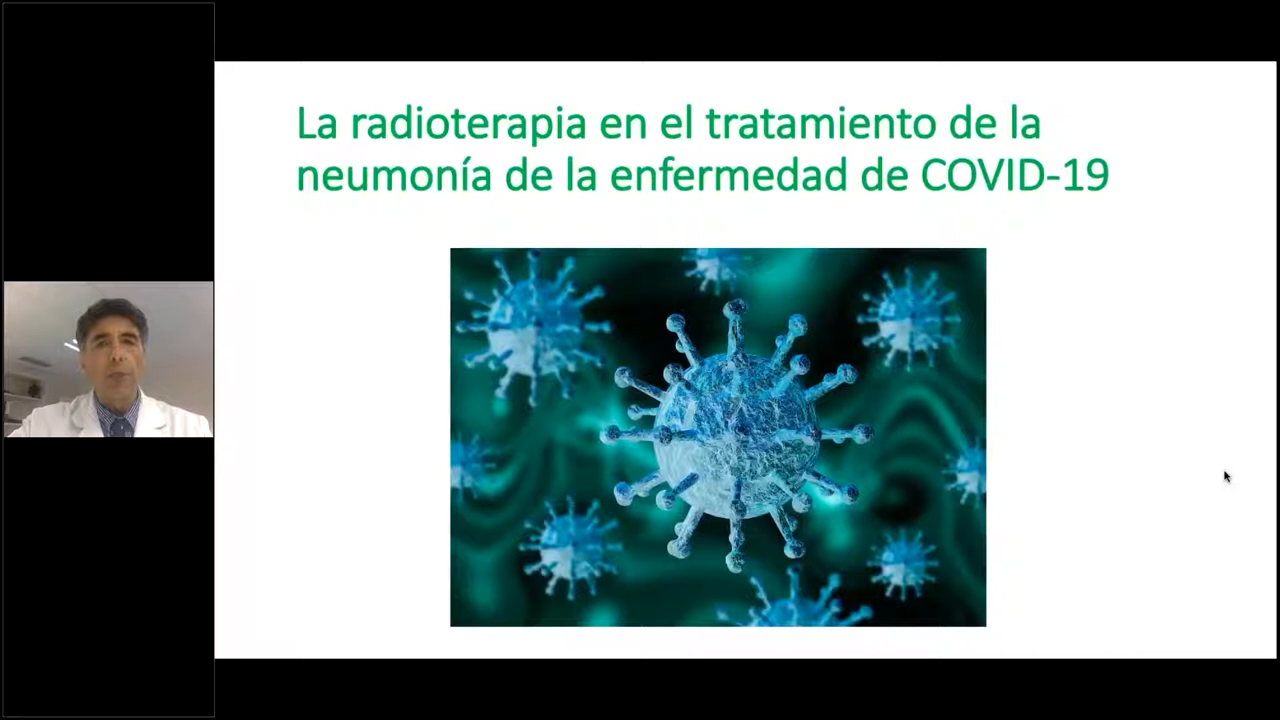 La radioterapia en el tratamiento de la
neumonía de la enfermedad de COVID-19